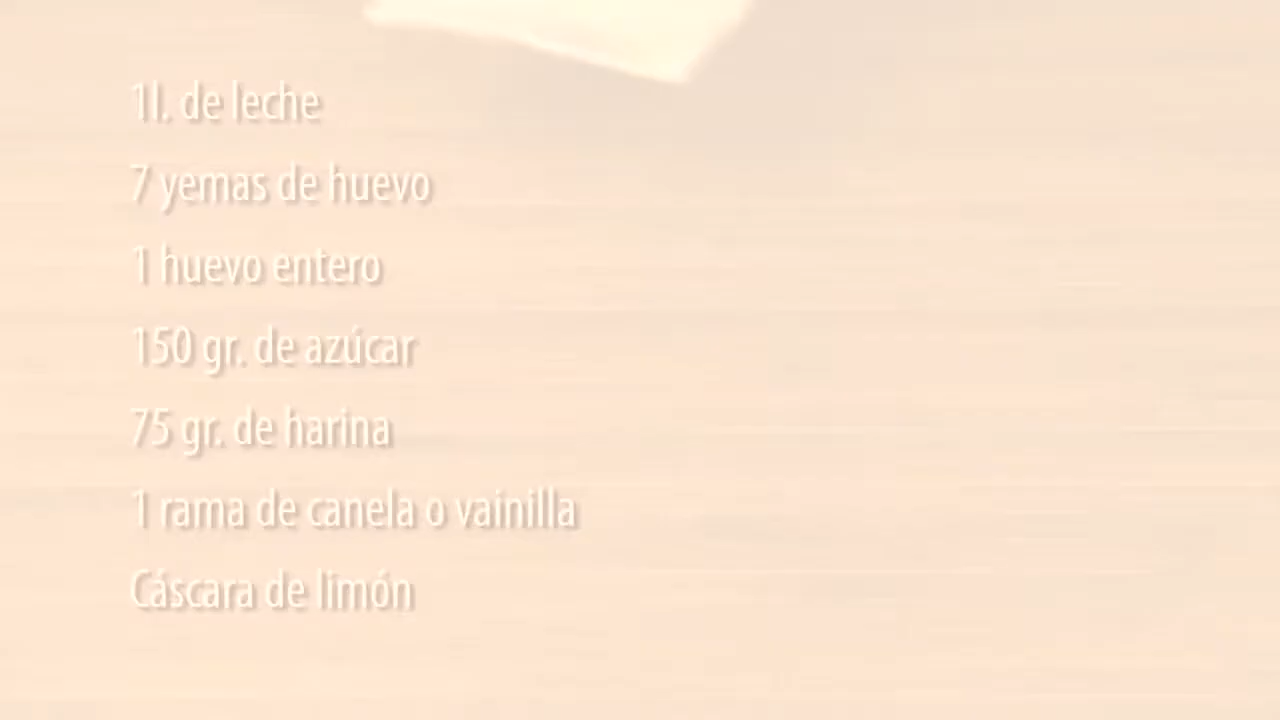 1l. de leche
7 yemas de huevo
1 huevo entero
150 gr. de azúcar
75 gr. de harina
1 rama de canela o vainilla
Cáscara de limón